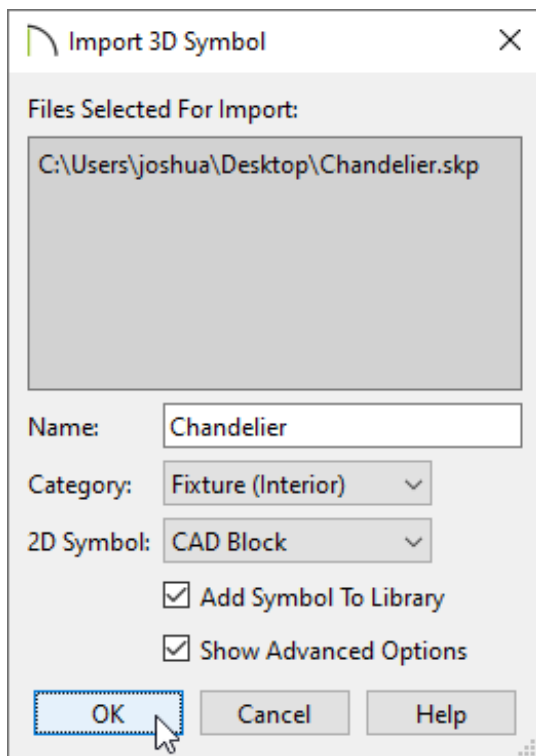 Import 3D Symbol
Files Selected For Import:
C:\Users\joshua\Desktop\Chandelier.skp
Name: Chandelier
Category: Fixture (Interior)
2D Symbol: CAD Block
Add Symbol To Library
Show Advanced Options
OK Cancel Help